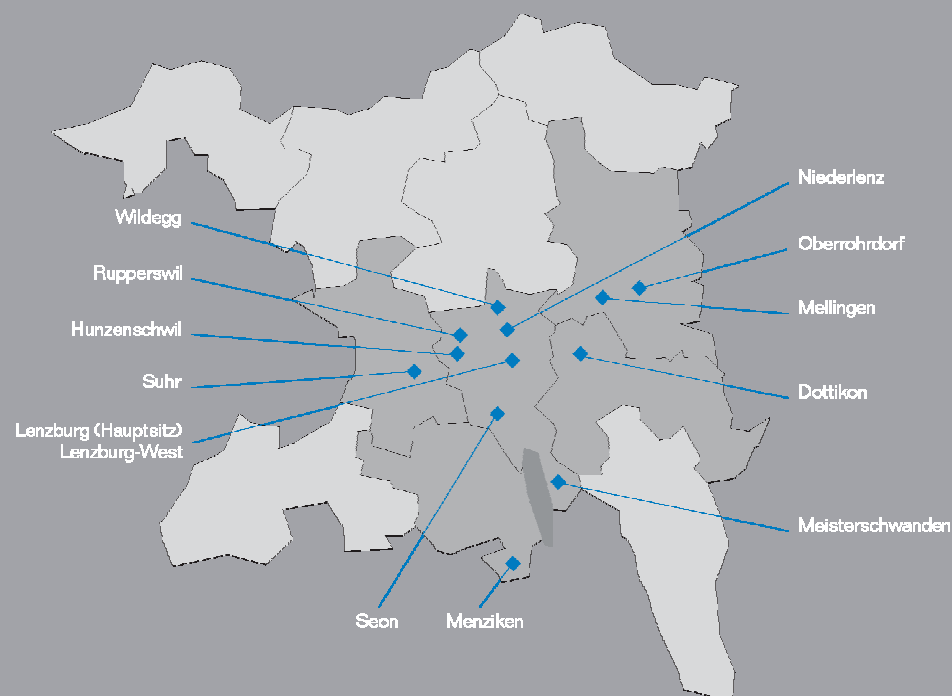 Niederlenz
Wildegg
Oberrohrdorf
Rupperswil
Mellingen
Hunzenschwil
Suhr
Dottikon
Lenzburg (Hauptsitz)
Lenzburg-West
Meisterschwanden
Seon
Menziken